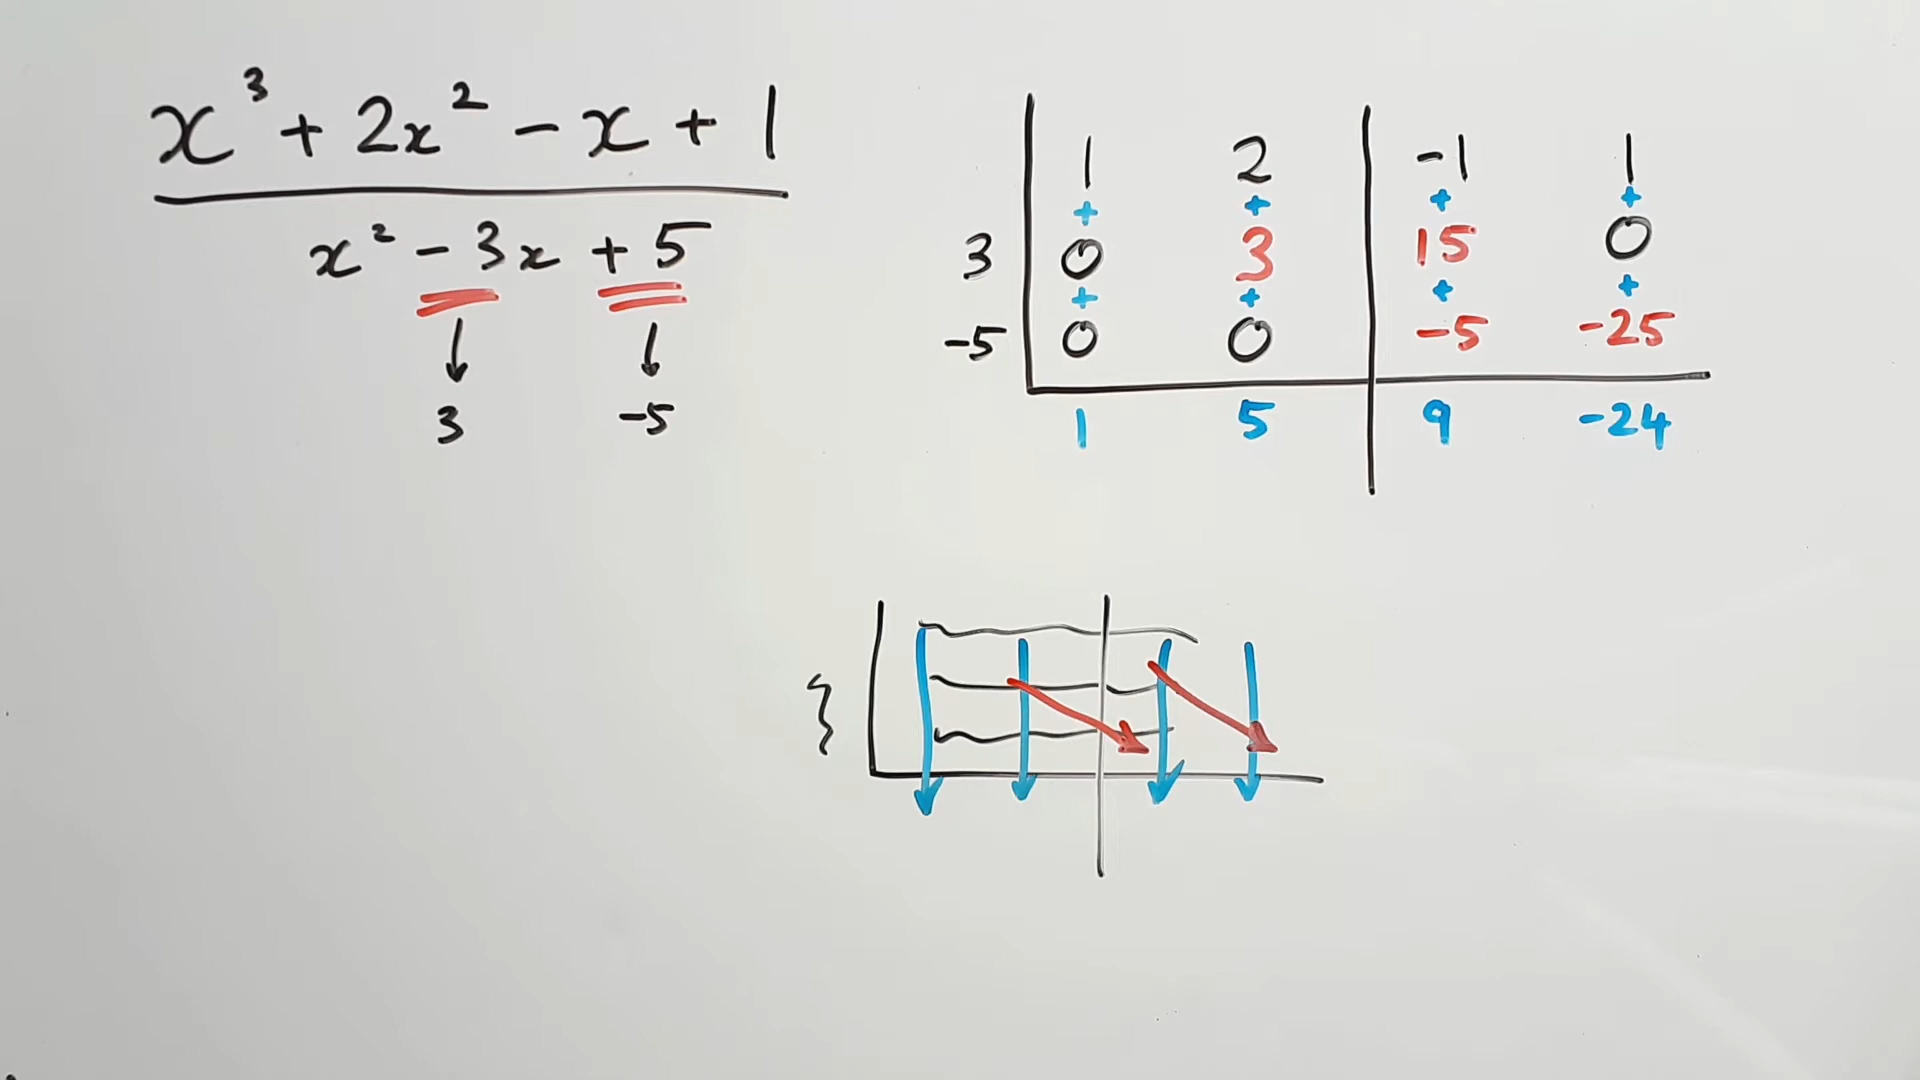 x³ + 2x² - x + 1
x² - 3x + 5
3 -5
1 2 -1 1
+ + + +
3 0 3 15 0
+ + + +
-5 0 0 -5 -25
1 5 9 -24